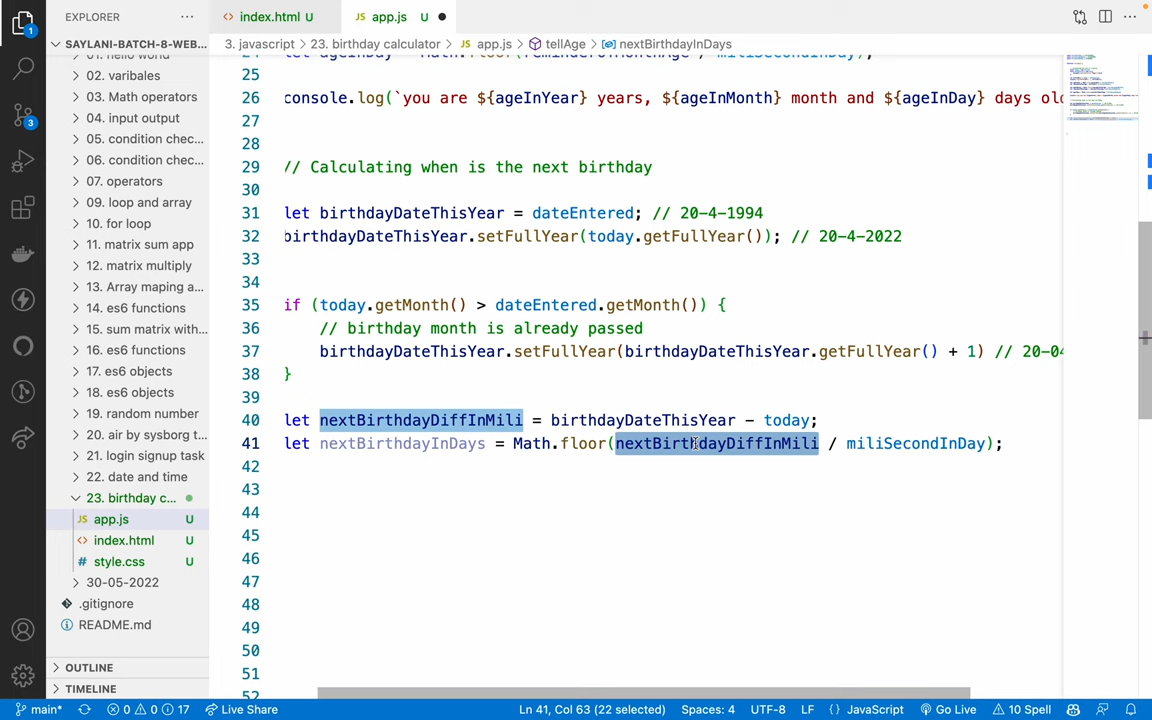 EXPLORER
index.html U
JS app.js U
SAYLANI-BATCH-8-WEB...
3. javascript > 23. birthday calculator > JS app.js > tellAge > nextBirthdayInDays
02. varibales
03. Math operators
04. input output
05. condition chec...
06. condition chec...
07. operators
09. loop and array
10. for loop
11. matrix sum app
12. matrix multiply
13. Array maping a...
14. es6 functions
15. sum matrix with...
16. es6 functions
17. es6 objects
18. es6 objects
19. random number
20. air by sysborg t...
21. login signup task
22. date and time
23. birthday c...
JS app.js U
index.html U
# style.css U
30-05-2022
.gitignore
README.md
OUTLINE
TIMELINE
25
26 console.log(`you are ${ageInYear} years, ${ageInMonth} month and ${ageInDay} days old
27
28
29 // Calculating when is the next birthday
30
31 let birthdayDateThisYear = dateEntered; // 20-4-1994
32 birthdayDateThisYear.setFullYear(today.getFullYear()); // 20-4-2022
33
34
35 if (today.getMonth() > dateEntered.getMonth()) {
36 // birthday month is already passed
37 birthdayDateThisYear.setFullYear(birthdayDateThisYear.getFullYear() + 1) // 20-04
38 }
39
40 let nextBirthdayDiffInMili = birthdayDateThisYear - today;
41 let nextBirthdayInDays = Math.floor(nextBirthdayDiffInMili / miliSecondInDay);
42
43
44
45
46
47
48
49
50
51
52
main* 0 0 17 Live Share Ln 41, Col 63 (22 selected) Spaces: 4 UTF-8 LF {} JavaScript Go Live 10 Spell